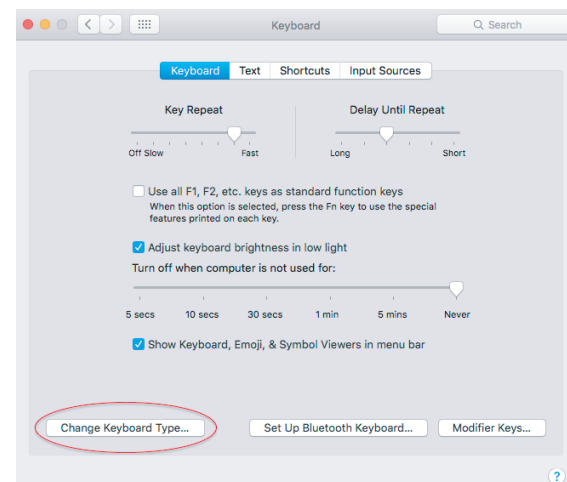 Keyboard
Search
Keyboard Text Shortcuts Input Sources
Key Repeat Delay Until Repeat
Off Slow Fast Long Short
Use all F1, F2, etc. keys as standard function keys
When this option is selected, press the Fn key to use the special
features printed on each key.
Adjust keyboard brightness in low light
Turn off when computer is not used for:
5 secs 10 secs 30 secs 1 min 5 mins Never
Show Keyboard, Emoji, & Symbol Viewers in menu bar
Change Keyboard Type... Set Up Bluetooth Keyboard... Modifier Keys...
?